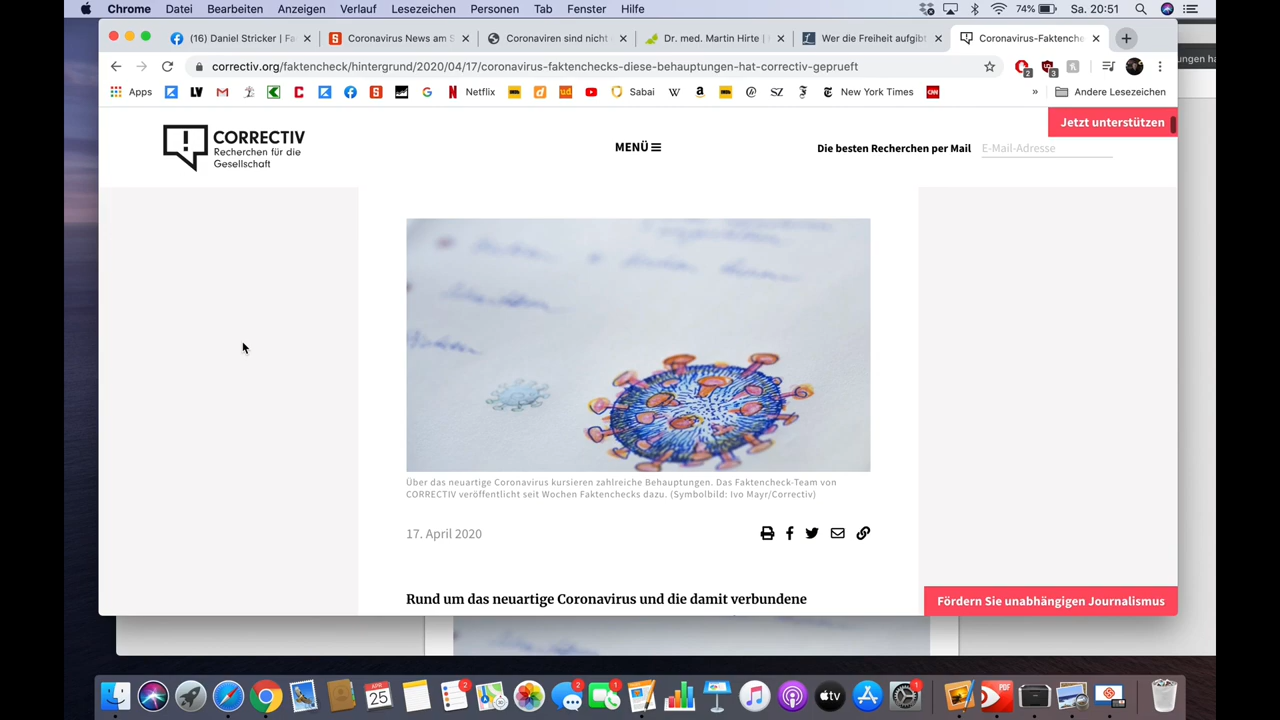 Chrome Datei Bearbeiten Anzeigen Verlauf Lesezeichen Personen Tab Fenster Hilfe 74% Sa. 20:51
(16) Daniel Stricker | Fa
Coronavirus News am S
Coronaviren sind nicht
Dr. med. Martin Hirte |
Wer die Freiheit aufgibt
Coronavirus-Faktenche
correctiv.org/faktencheck/hintergrund/2020/04/17/coronavirus-faktenchecks-diese-behauptungen-hat-correctiv-geprueft
Apps Netflix Sabai New York Times » Andere Lesezeichen
Jetzt unterstützen
CORRECTIV
Recherchen für die
Gesellschaft
MENÜ
Die besten Recherchen per Mail E-Mail-Adresse
Über das neuartige Coronavirus kursieren zahlreiche Behauptungen. Das Faktencheck-Team von
CORRECTIV veröffentlicht seit Wochen Faktenchecks dazu. (Symbolbild: Ivo Mayr/Correctiv)
17. April 2020
Rund um das neuartige Coronavirus und die damit verbundene
Fördern Sie unabhängigen Journalismus